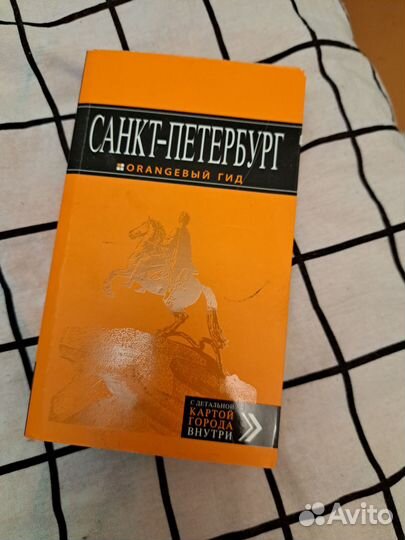 САНКТ-ПЕТЕРБУРГ
ORANGEВЫЙ ГИД
С ДЕТАЛЬНОЙ
КАРТОЙ
ГОРОДА
ВНУТРИ
Avito